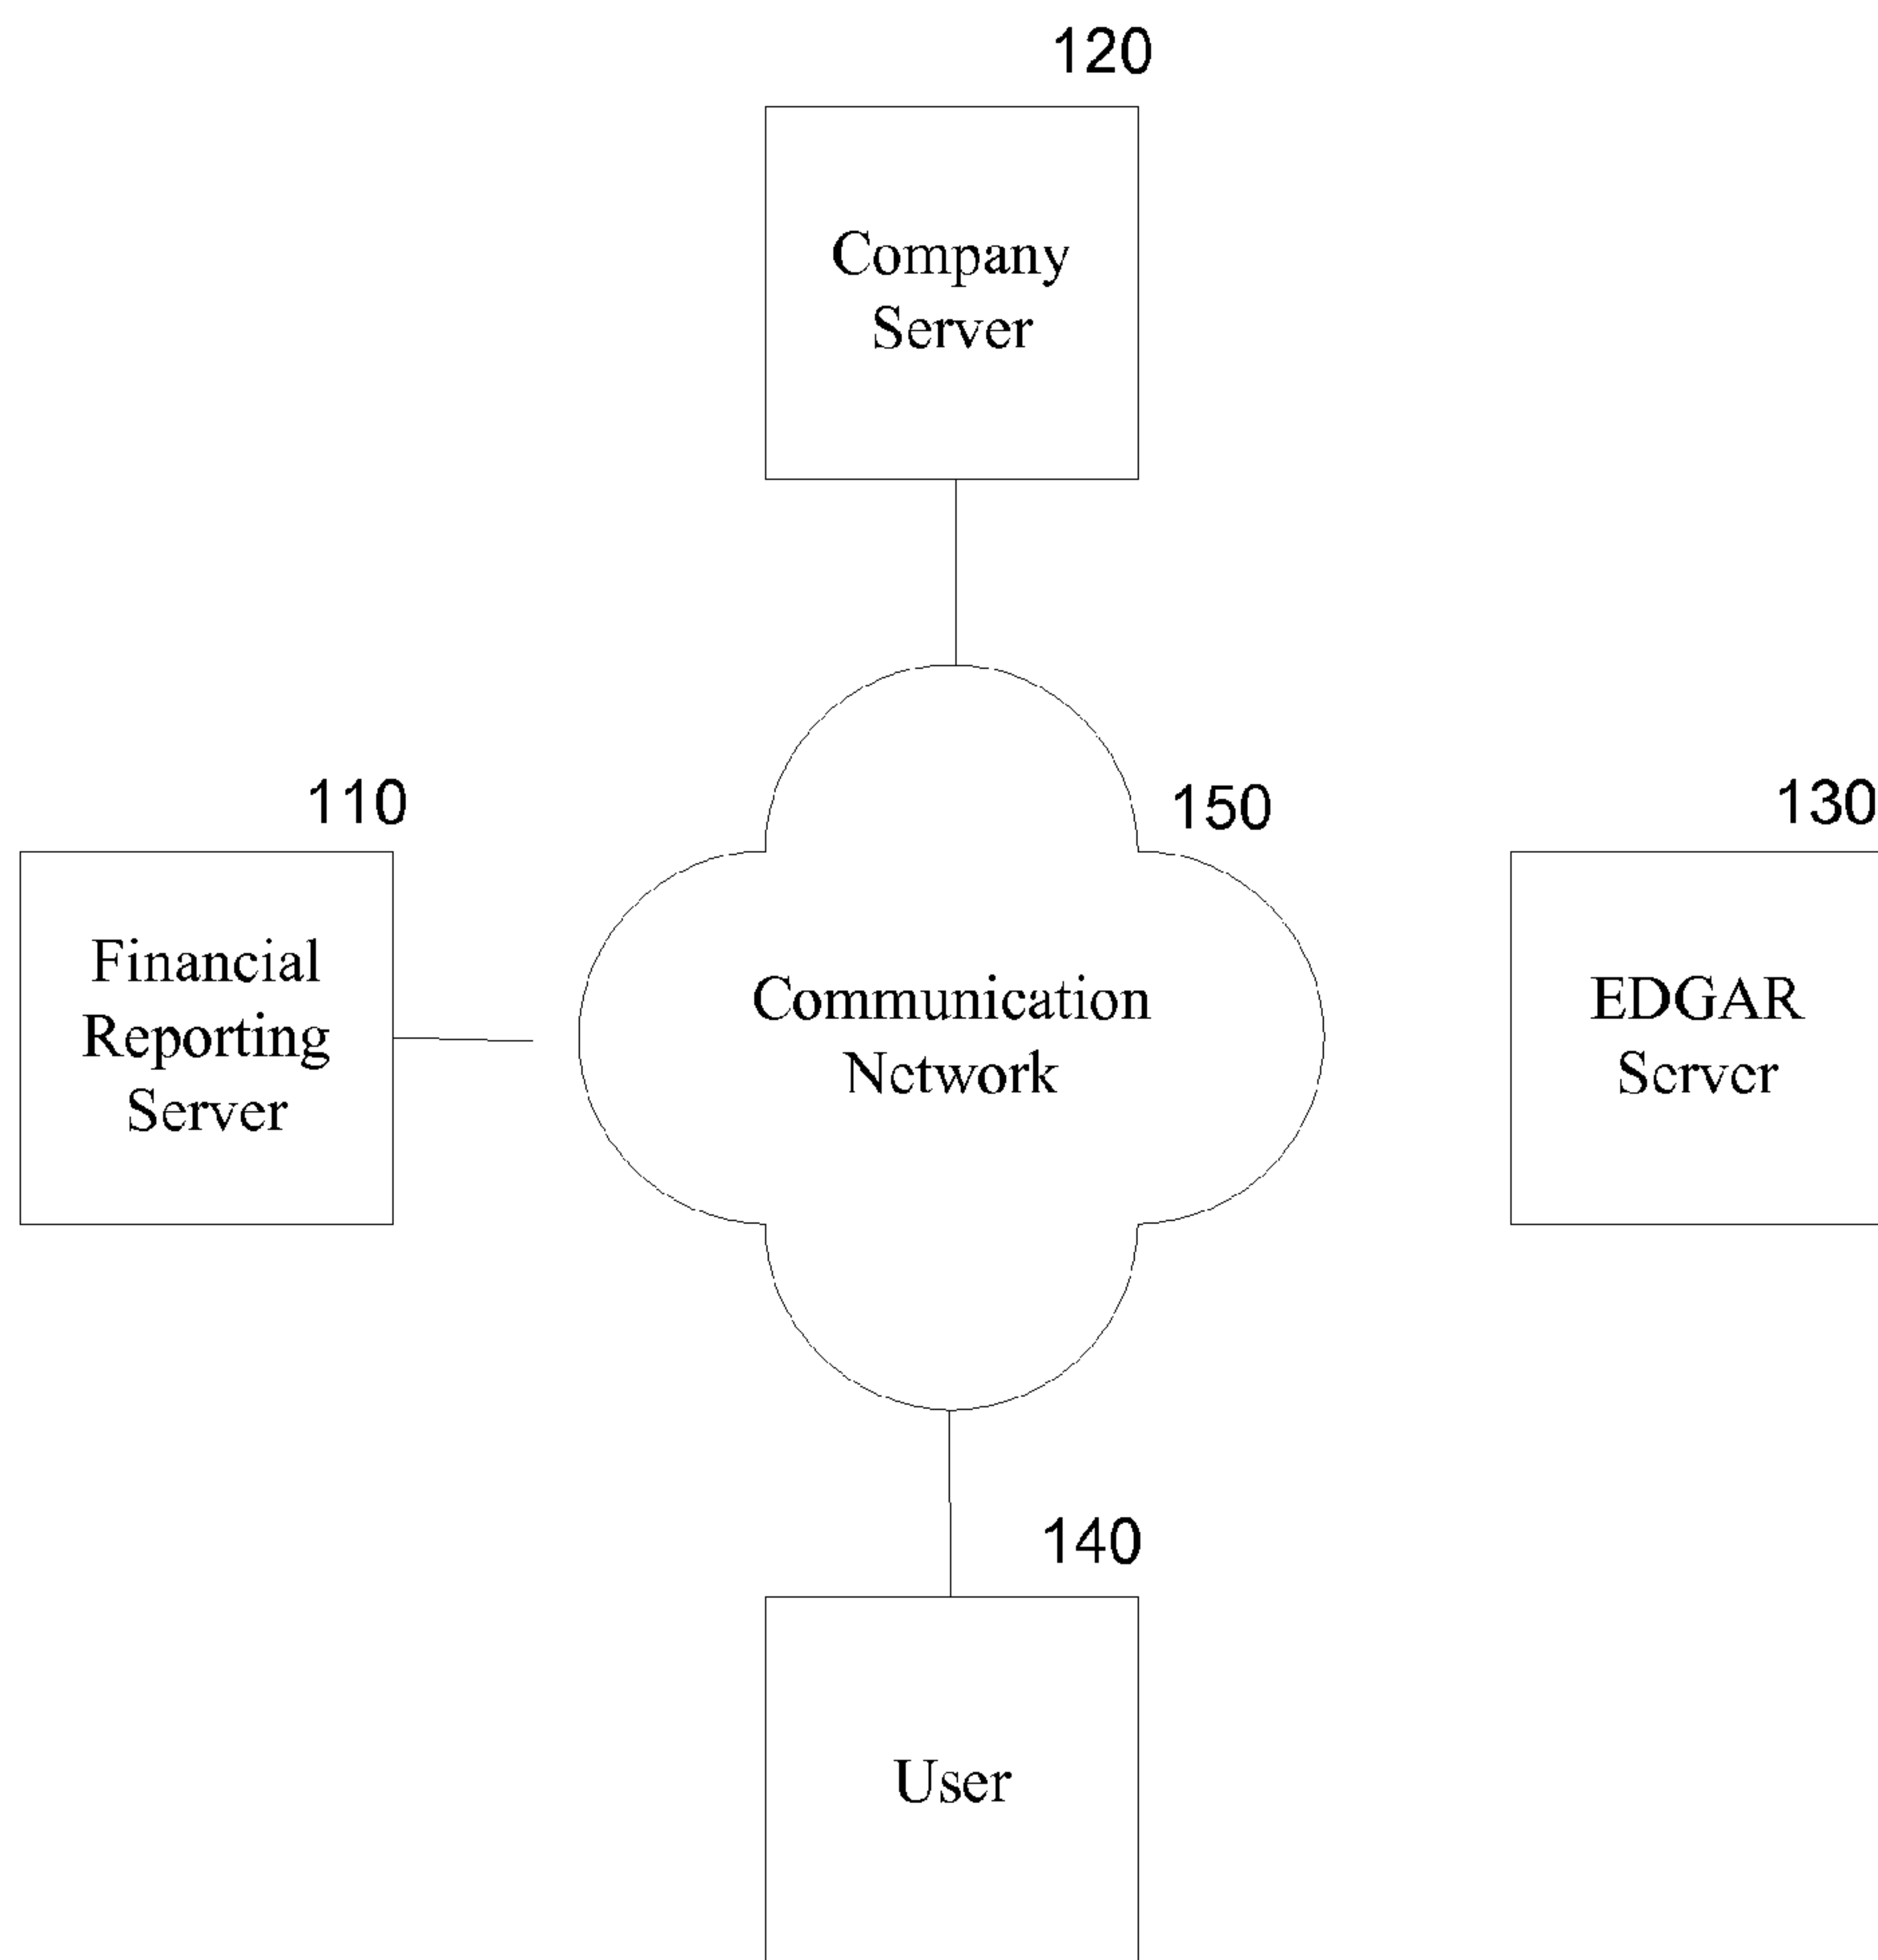 120
Company
Server
110
150
130
Financial
Reporting
Server
Communication
Network
EDGAR
Server
140
User